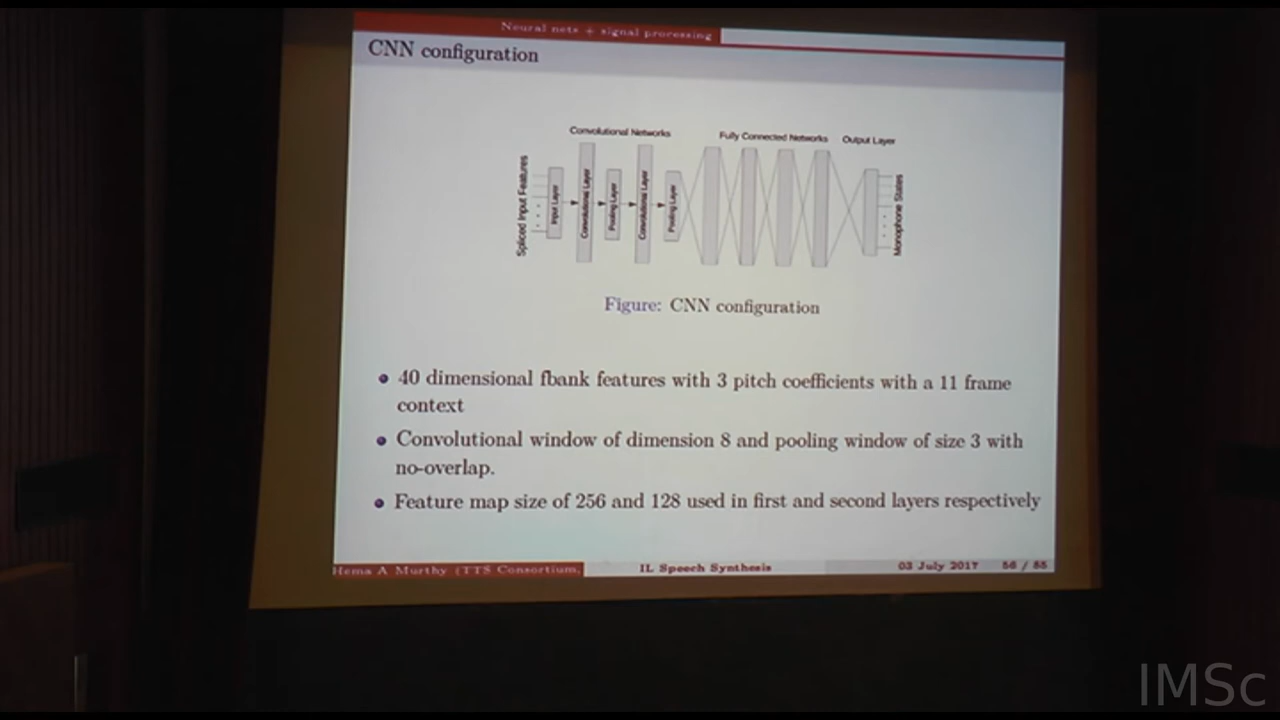 Neural nets + signal processing
CNN configuration
Convolutional Networks
Fully Connected Networks
Output Layer
Spliced Input Features
Input Layer
Convolutional Layer
Pooling Layer
Convolutional Layer
Pooling Layer
Monophone States
Figure: CNN configuration
40 dimensional fbank features with 3 pitch coefficients with a 11 frame
context
Convolutional window of dimension 8 and pooling window of size 3 with
no-overlap.
Feature map size of 256 and 128 used in first and second layers respectively
Hema A Murthy (TTS Consortium,
IL Speech Synthesis
03 July 2017
56 / 85
IMSc